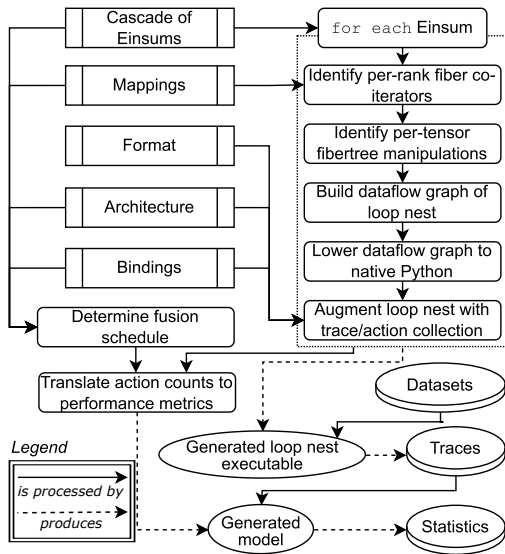 Cascade of
Einsums
for each Einsum
Mappings
Identify per-rank fiber co-
iterators
Format
Identify per-tensor
fibertree manipulations
Architecture
Build dataflow graph of
loop nest
Bindings
Lower dataflow graph to
native Python
Determine fusion
schedule
Augment loop nest with
trace/action collection
Translate action counts to
performance metrics
Datasets
Generated loop nest
executable
Traces
Legend
is processed by
produces
Generated
model
Statistics